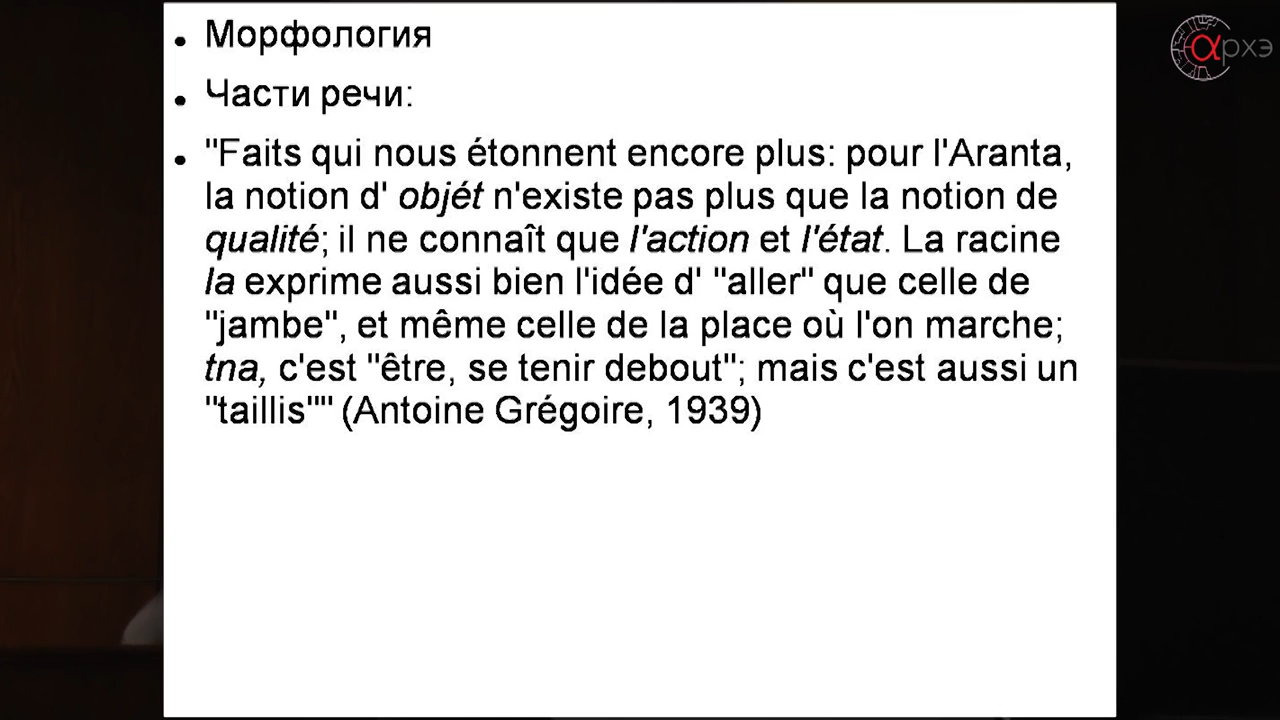 Морфология
Части речи:
"Faits qui nous étonnent encore plus: pour l'Aranta,
la notion d' objét n'existe pas plus que la notion de
qualité; il ne connaît que l'action et l'état. La racine
la exprime aussi bien l'idée d' "aller" que celle de
"jambe", et même celle de la place où l'on marche;
tna, c'est "être, se tenir debout"; mais c'est aussi un
"taillis"" (Antoine Grégoire, 1939)
αрхэ